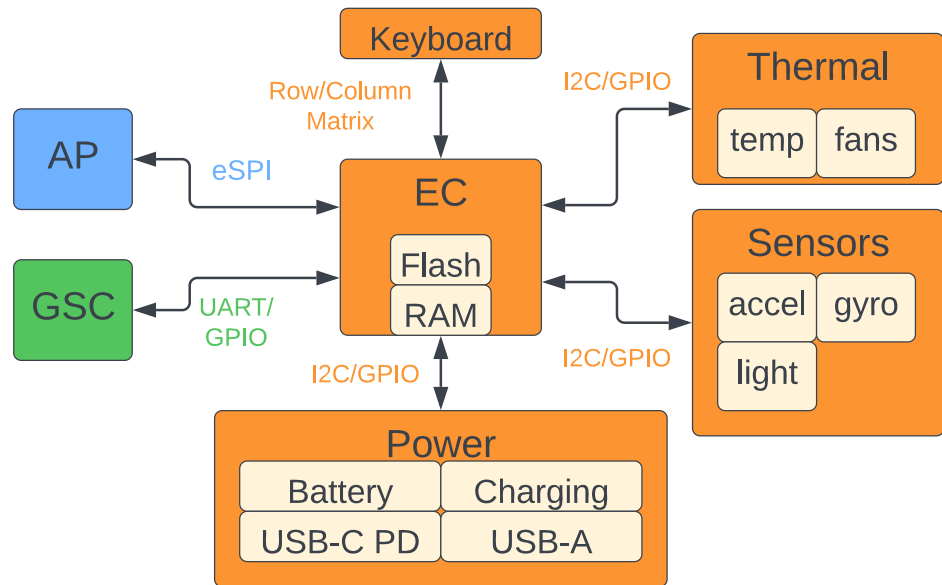 Keyboard
Row/Column
Matrix
I2C/GPIO
Thermal
temp
fans
AP
eSPI
EC
Flash
RAM
GSC
UART/
GPIO
I2C/GPIO
Sensors
accel
gyro
light
I2C/GPIO
Power
Battery
Charging
USB-C PD
USB-A